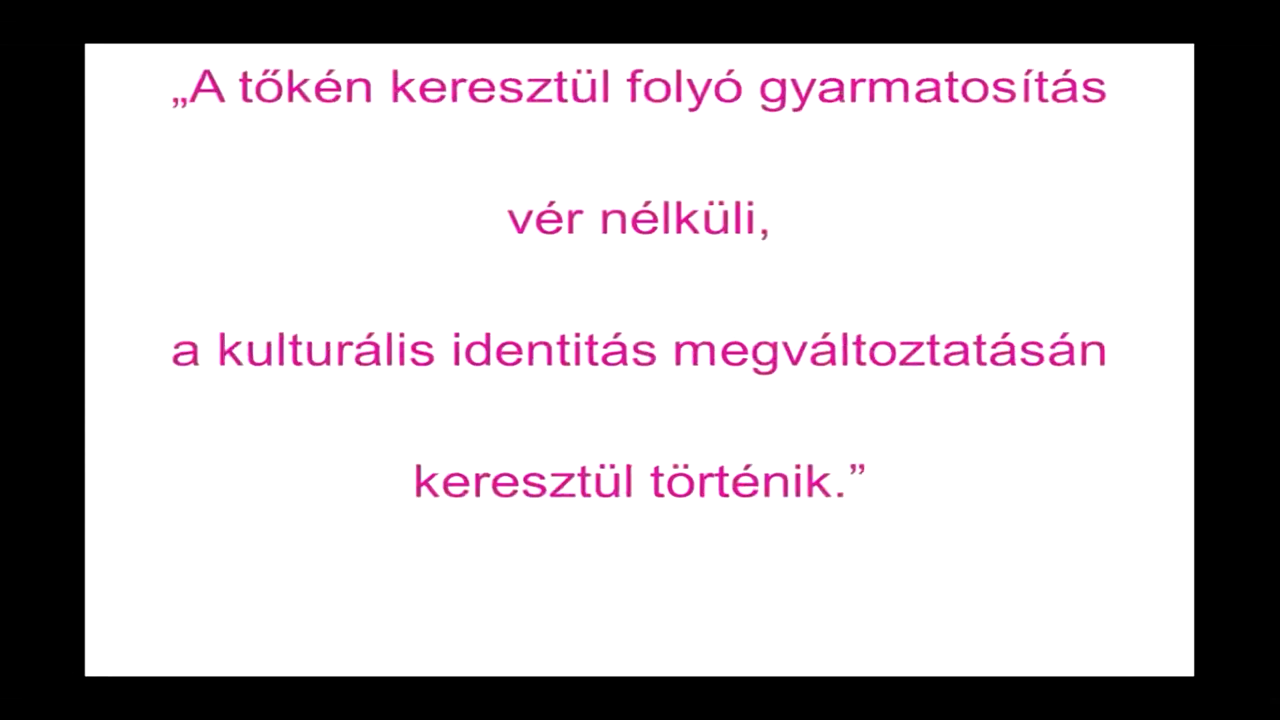 „A tőkén keresztül folyó gyarmatosítás
vér nélküli,
a kulturális identitás megváltoztatásán
keresztül történik.”